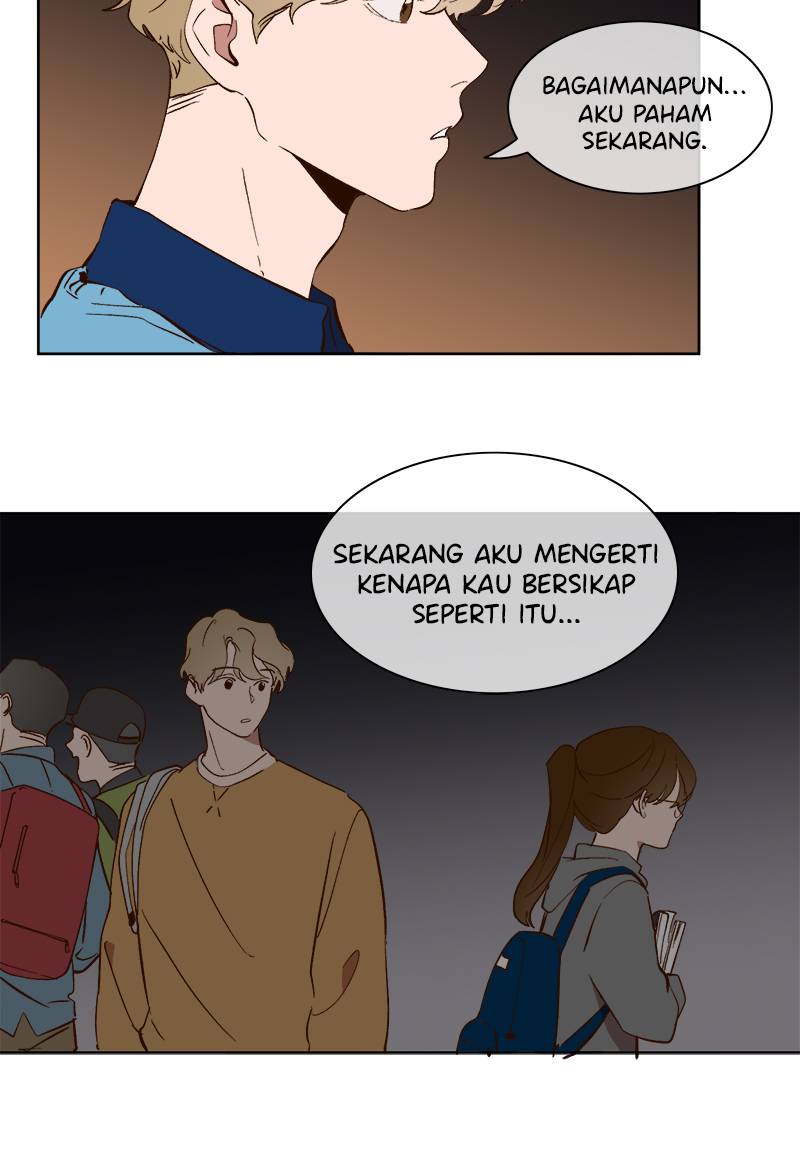 BAGAIMANAPUN...
AKU PAHAM
SEKARANG.
SEKARANG AKU MENGERTI
KENAPA KAU BERSIKAP
SEPERTI ITU...